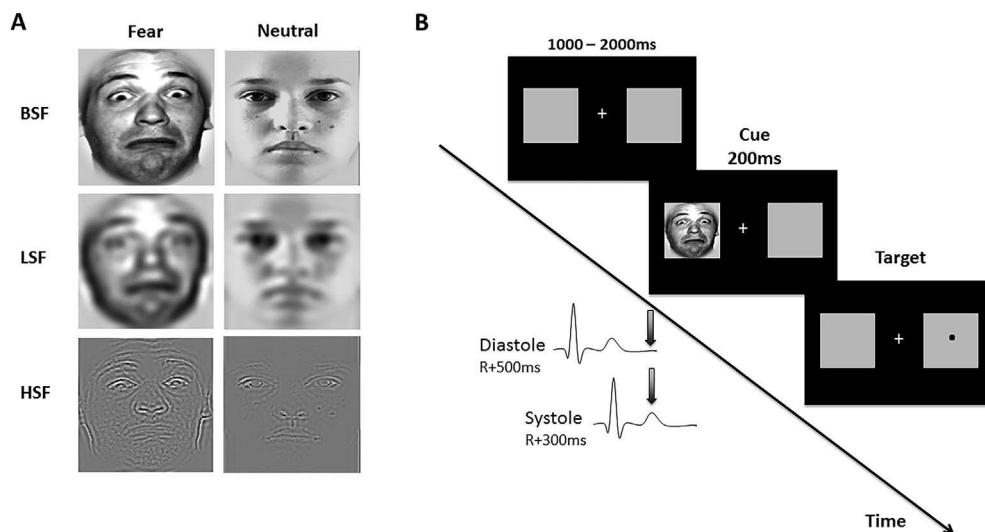 A
Fear
Neutral
BSF
LSF
HSF
B
1000 – 2000ms
Cue
200ms
Target
Diastole
R+500ms
Systole
R+300ms
Time